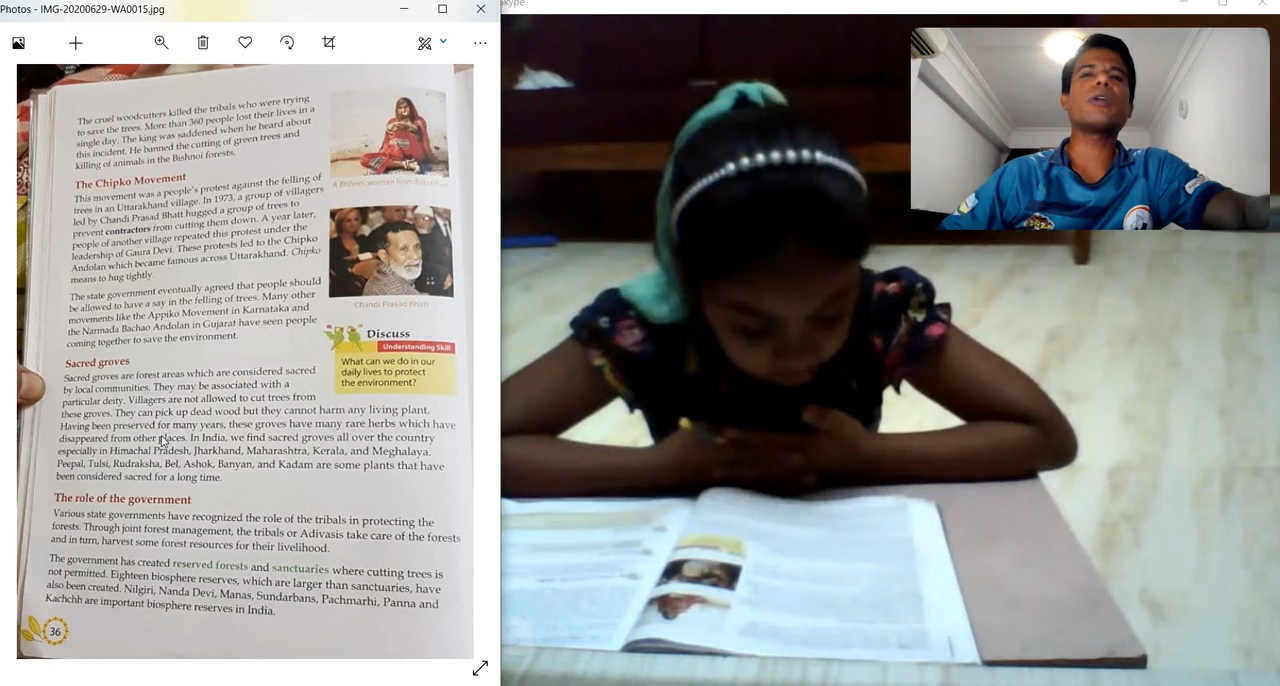 Photos - IMG-20200629-WA0015.jpg
Skype
The cruel woodcutters killed the tribals who were trying
to save the trees. More than 360 people lost their lives in a
single day. The king was saddened when he heard about
this incident. He banned the cutting of green trees and
killing of animals in the Bishnoi forests.
A Bishnoi woman from Rajasthan
The Chipko Movement
This movement was a people's protest against the felling of
trees in an Uttarakhand village. In 1973, a group of villagers
led by Chandi Prasad Bhatt hugged a group of trees to
prevent contractors from cutting them down. A year later,
people of another village repeated this protest under the
leadership of Gaura Devi. These protests led to the Chipko
Andolan which became famous across Uttarakhand. Chipko
means to hug tightly.
Chandi Prasad Bhatt
The state government eventually agreed that people should
be allowed to have a say in the felling of trees. Many other
movements like the Appiko Movement in Karnataka and
the Narmada Bachao Andolan in Gujarat have seen people
coming together to save the environment.
Discuss
Understanding Skill
What can we do in our
daily lives to protect
the environment?
Sacred groves
Sacred groves are forest areas which are considered sacred
by local communities. They may be associated with a
particular deity. Villagers are not allowed to cut trees from
these groves. They can pick up dead wood but they cannot harm any living plant.
Having been preserved for many years, these groves have many rare herbs which have
disappeared from other places. In India, we find sacred groves all over the country
especially in Himachal Pradesh, Jharkhand, Maharashtra, Kerala, and Meghalaya.
Peepal, Tulsi, Rudraksha, Bel, Ashok, Banyan, and Kadam are some plants that have
been considered sacred for a long time.
The role of the government
Various state governments have recognized the role of the tribals in protecting the
forests. Through joint forest management, the tribals or Adivasis take care of the forests
and in turn, harvest some forest resources for their livelihood.
The government has created reserved forests and sanctuaries where cutting trees is
not permitted. Eighteen biosphere reserves, which are larger than sanctuaries, have
also been created. Nilgiri, Nanda Devi, Manas, Sundarbans, Pachmarhi, Panna and
Kachchh are important biosphere reserves in India.
36